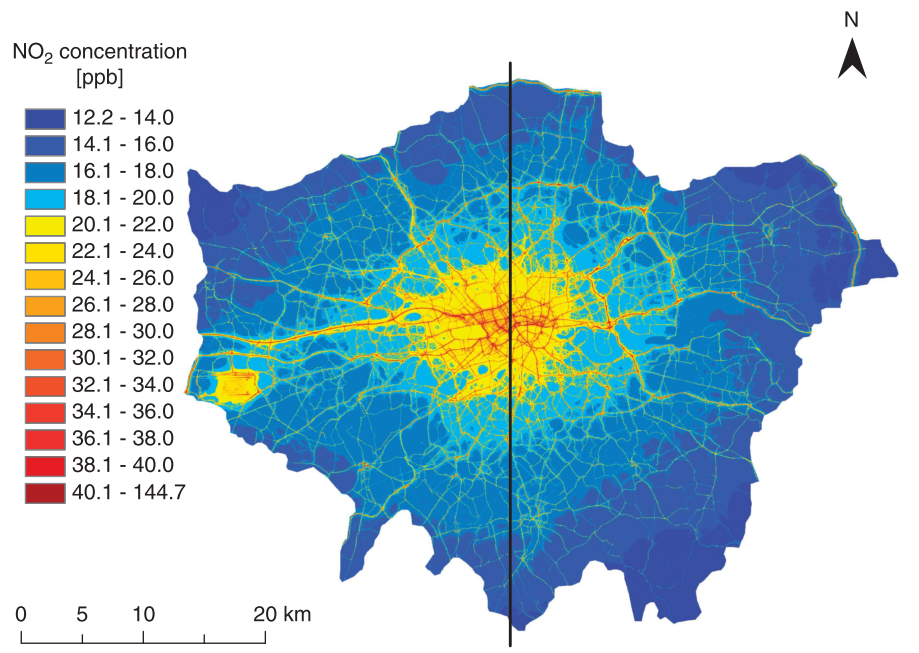 NO₂ concentration
[ppb]
12.2 - 14.0
14.1 - 16.0
16.1 - 18.0
18.1 - 20.0
20.1 - 22.0
22.1 - 24.0
24.1 - 26.0
26.1 - 28.0
28.1 - 30.0
30.1 - 32.0
32.1 - 34.0
34.1 - 36.0
36.1 - 38.0
38.1 - 40.0
40.1 - 144.7
N
0 5 10 20 km